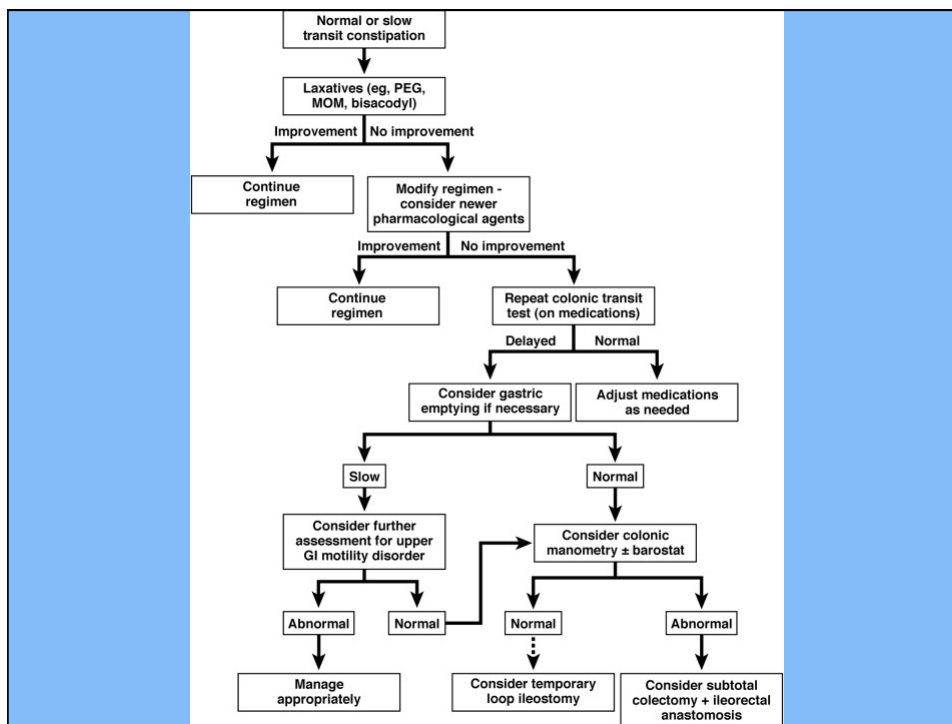 Normal or slow
transit constipation
Laxatives (eg, PEG,
MOM, bisacodyl)
Improvement
No improvement
Continue
regimen
Modify regimen -
consider newer
pharmacological agents
Improvement
No improvement
Continue
regimen
Repeat colonic transit
test (on medications)
Delayed
Normal
Consider gastric
emptying if necessary
Adjust medications
as needed
Slow
Normal
Consider further
assessment for upper
GI motility disorder
Consider colonic
manometry ± barostat
Abnormal
Normal
Normal
Abnormal
Manage
appropriately
Consider temporary
loop ileostomy
Consider subtotal
colectomy + ileorectal
anastomosis